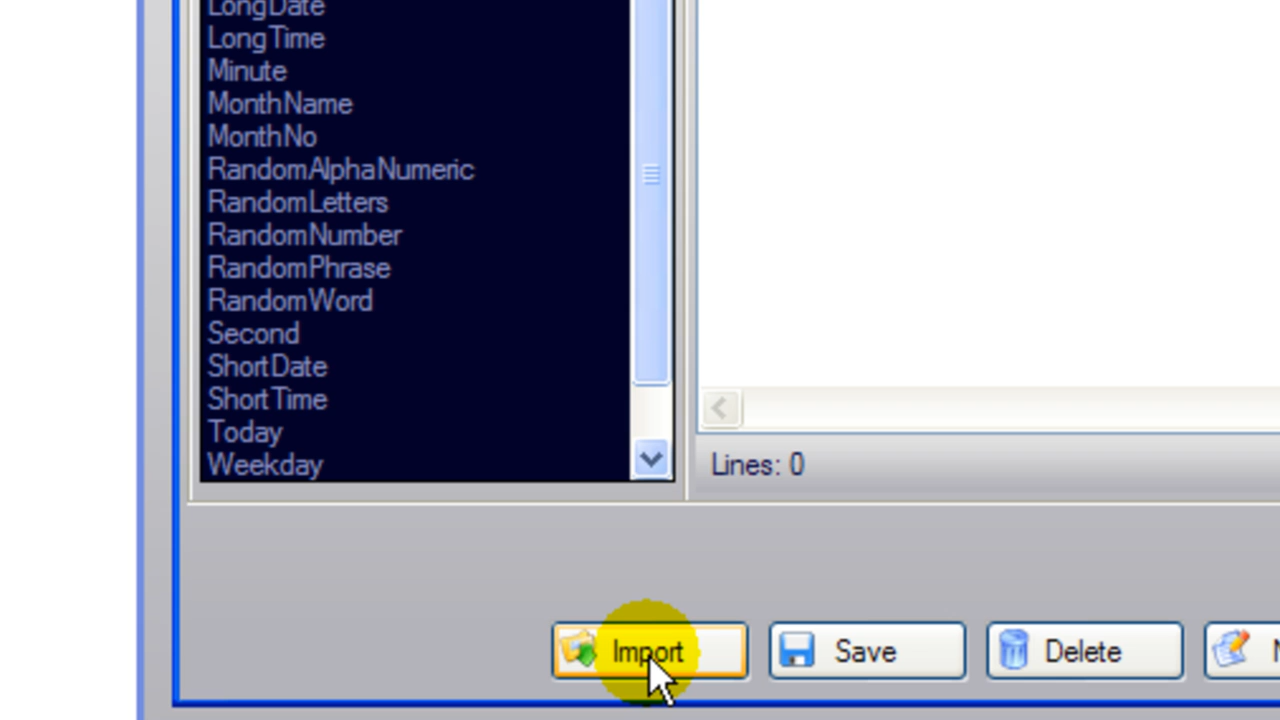 LongDate
LongTime
Minute
MonthName
MonthNo
RandomAlphaNumeric
RandomLetters
RandomNumber
RandomPhrase
RandomWord
Second
ShortDate
ShortTime
Today
Weekday
Lines: 0
Import
Save
Delete